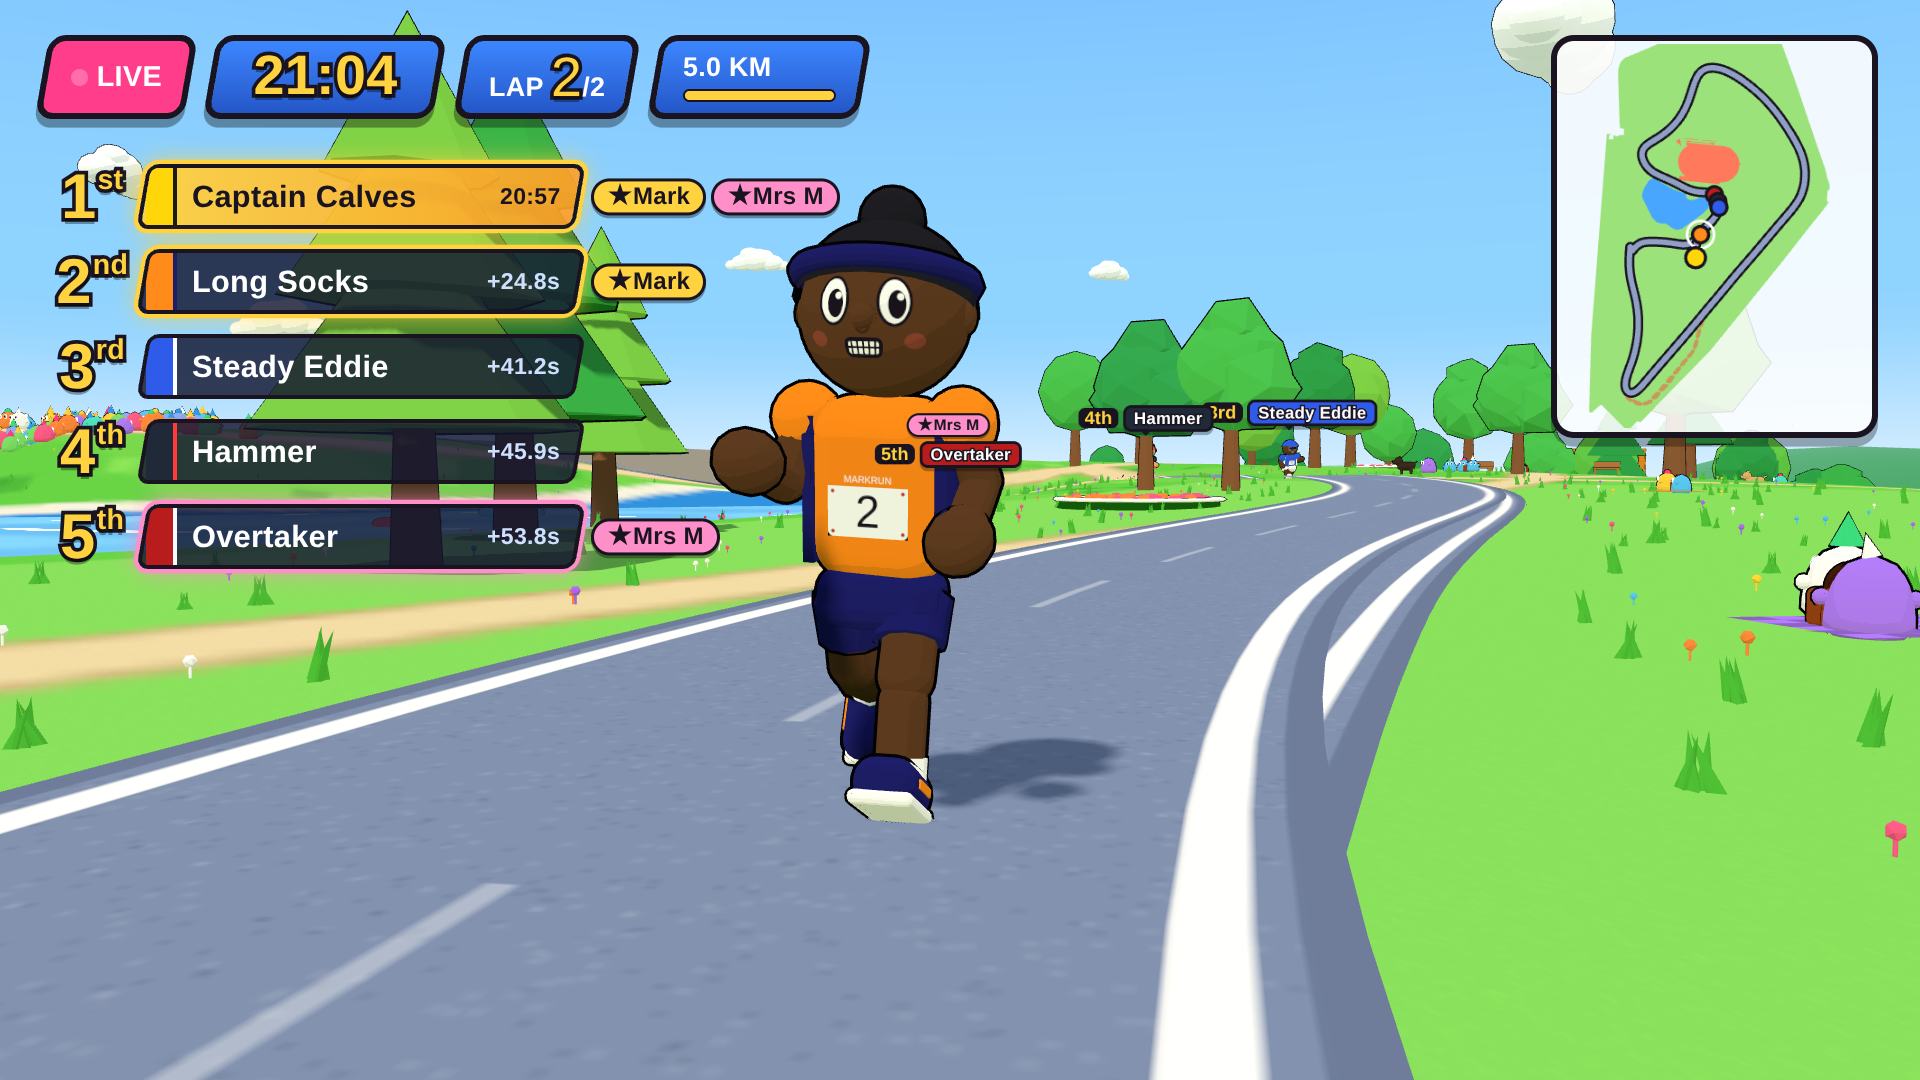 LIVE
21:04
LAP 2/2
5.0 KM
1st Captain Calves 20:57 ★Mark ★Mrs M
2nd Long Socks +24.8s ★Mark
3rd Steady Eddie +41.2s
4th Hammer +45.9s
5th Overtaker +53.8s ★Mrs M
4th Hammer 3rd Steady Eddie
★Mrs M
5th Overtaker
MARKRUN
2